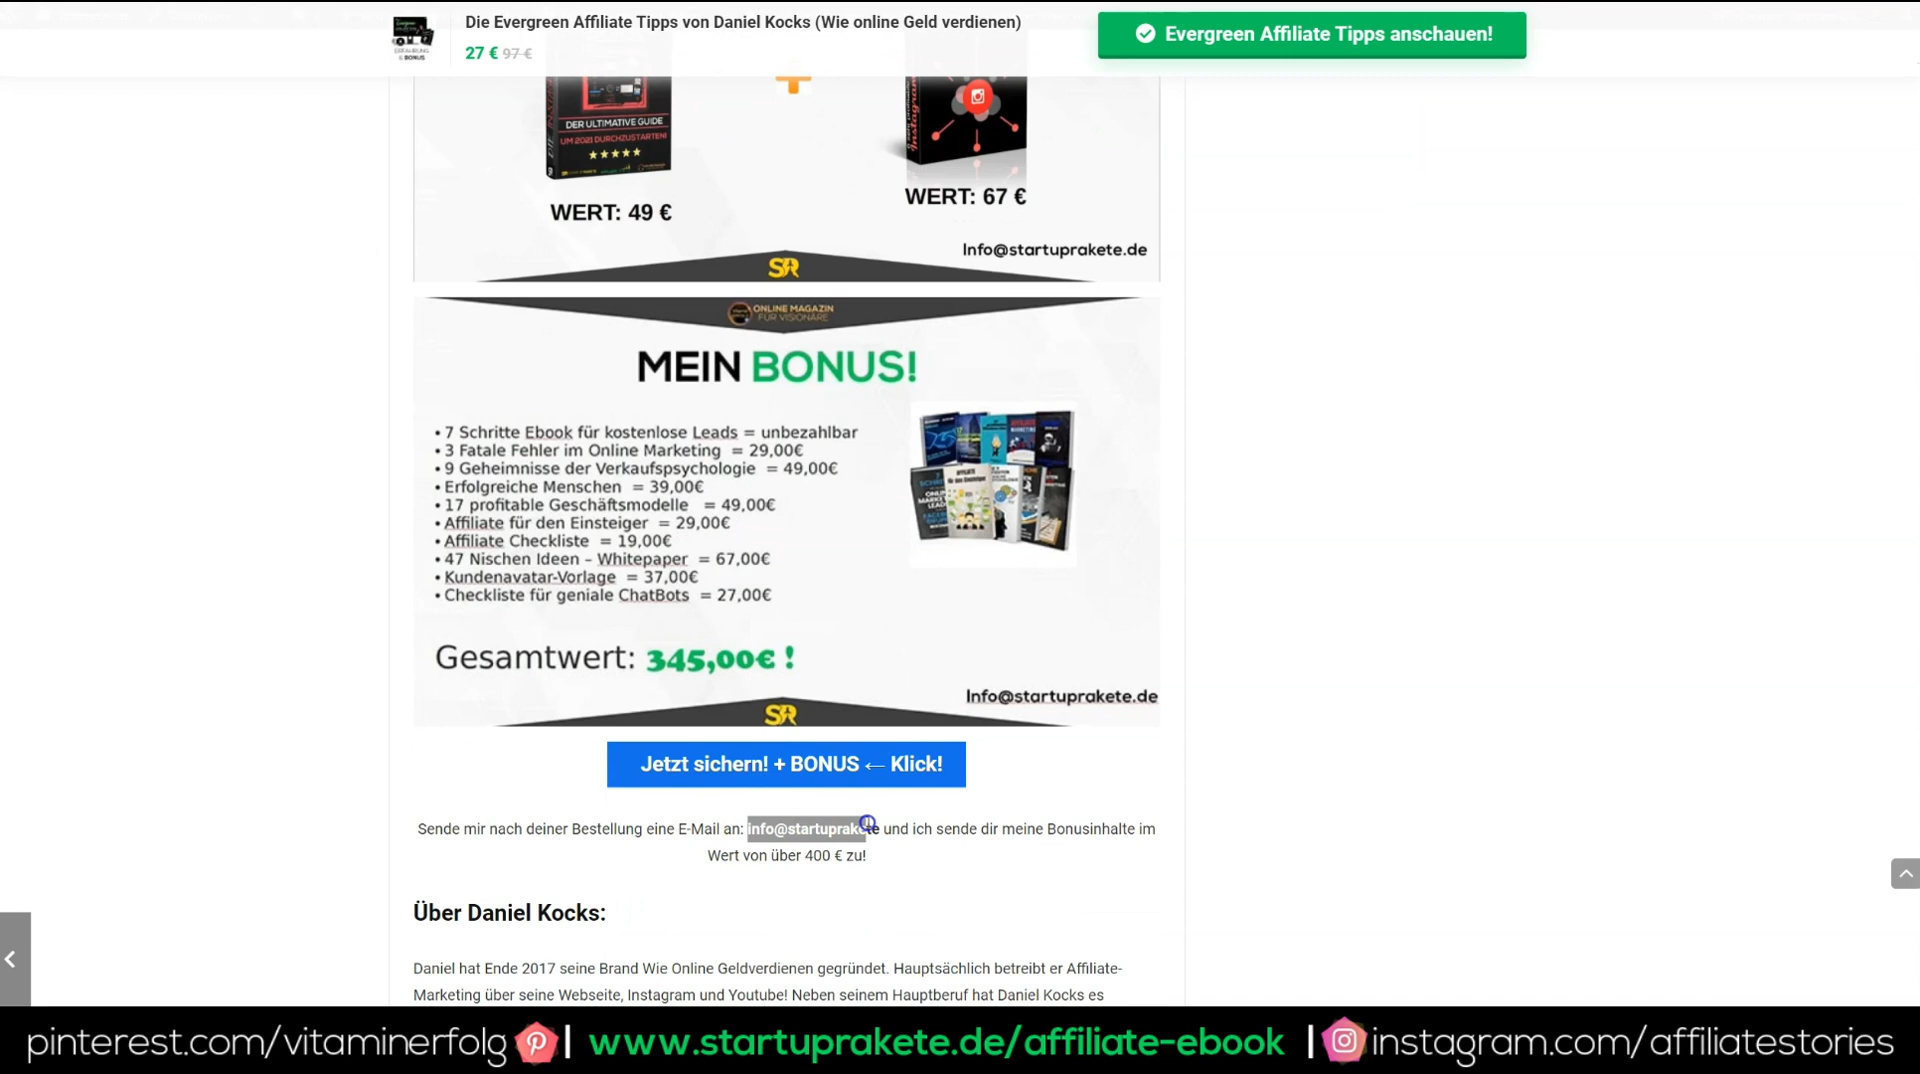 Die Evergreen Affiliate Tipps von Daniel Kocks (Wie online Geld verdienen)
27 € 97 €
Evergreen Affiliate Tipps anschauen!
DER ULTIMATIVE GUIDE
UM 2021 DURCHZUSTARTEN!
Instagram
WERT: 49 €
WERT: 67 €
Info@startuprakete.de
SR
ONLINE MAGAZIN
FÜR VISIONÄRE
MEIN BONUS!
• 7 Schritte Ebook für kostenlose Leads = unbezahlbar
• 3 Fatale Fehler im Online Marketing = 29,00€
• 9 Geheimnisse der Verkaufspsychologie = 49,00€
• Erfolgreiche Menschen = 39,00€
• 17 profitable Geschäftsmodelle = 49,00€
• Affiliate für den Einsteiger = 29,00€
• Affiliate Checkliste = 19,00€
• 47 Nischen Ideen – Whitepaper = 67,00€
• Kundenavatar-Vorlage = 37,00€
• Checkliste für geniale ChatBots = 27,00€
Gesamtwert: 345,00€ !
Info@startuprakete.de
SR
Jetzt sichern! + BONUS ← Klick!
Sende mir nach deiner Bestellung eine E-Mail an: info@startuprakete und ich sende dir meine Bonusinhalte im
Wert von über 400 € zu!
Über Daniel Kocks:
Daniel hat Ende 2017 seine Brand Wie Online Geldverdienen gegründet. Hauptsächlich betreibt er Affiliate-
Marketing über seine Webseite, Instagram und Youtube! Neben seinem Hauptberuf hat Daniel Kocks es
pinterest.com/vitaminerfolg | www.startuprakete.de/affiliate-ebook | instagram.com/affiliatestories